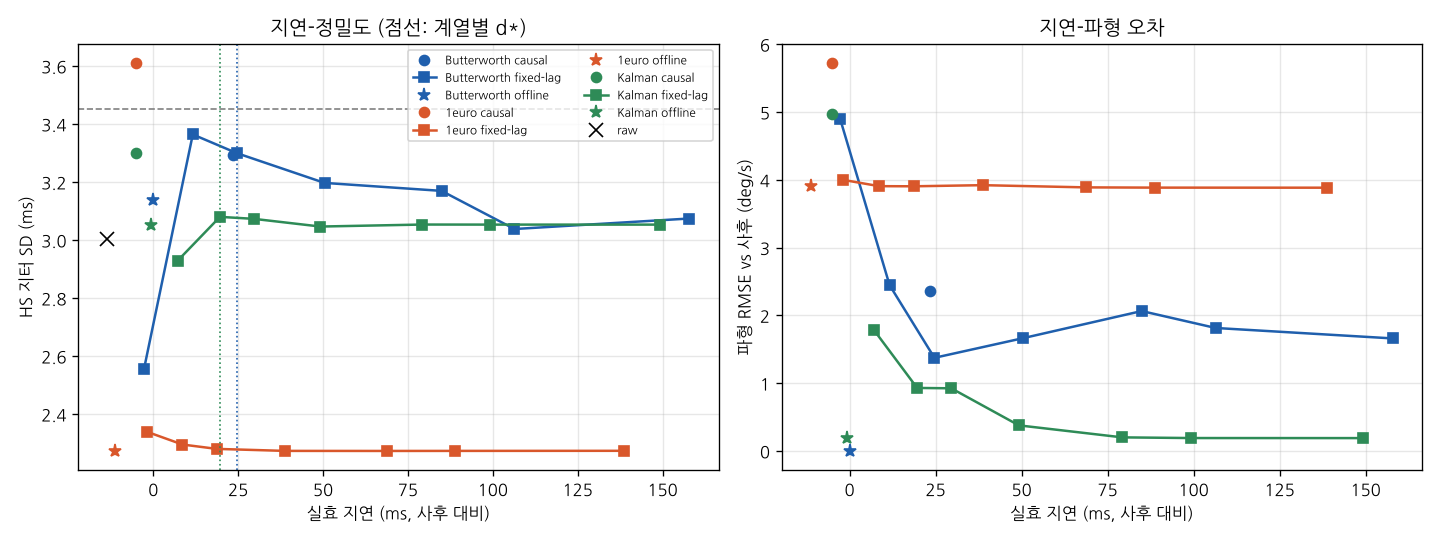 지연-정밀도 (점선: 계열별 d*)
3.6
3.4
3.2
3.0
2.8
2.6
2.4
HS 지터 SD (ms)
Butterworth causal
Butterworth fixed-lag
Butterworth offline
1euro causal
1euro fixed-lag
1euro offline
Kalman causal
Kalman fixed-lag
Kalman offline
raw
0
25
50
75
100
125
150
실효 지연 (ms, 사후 대비)
지연-파형 오차
6
5
4
3
2
1
0
파형 RMSE vs 사후 (deg/s)
0
25
50
75
100
125
150
실효 지연 (ms, 사후 대비)